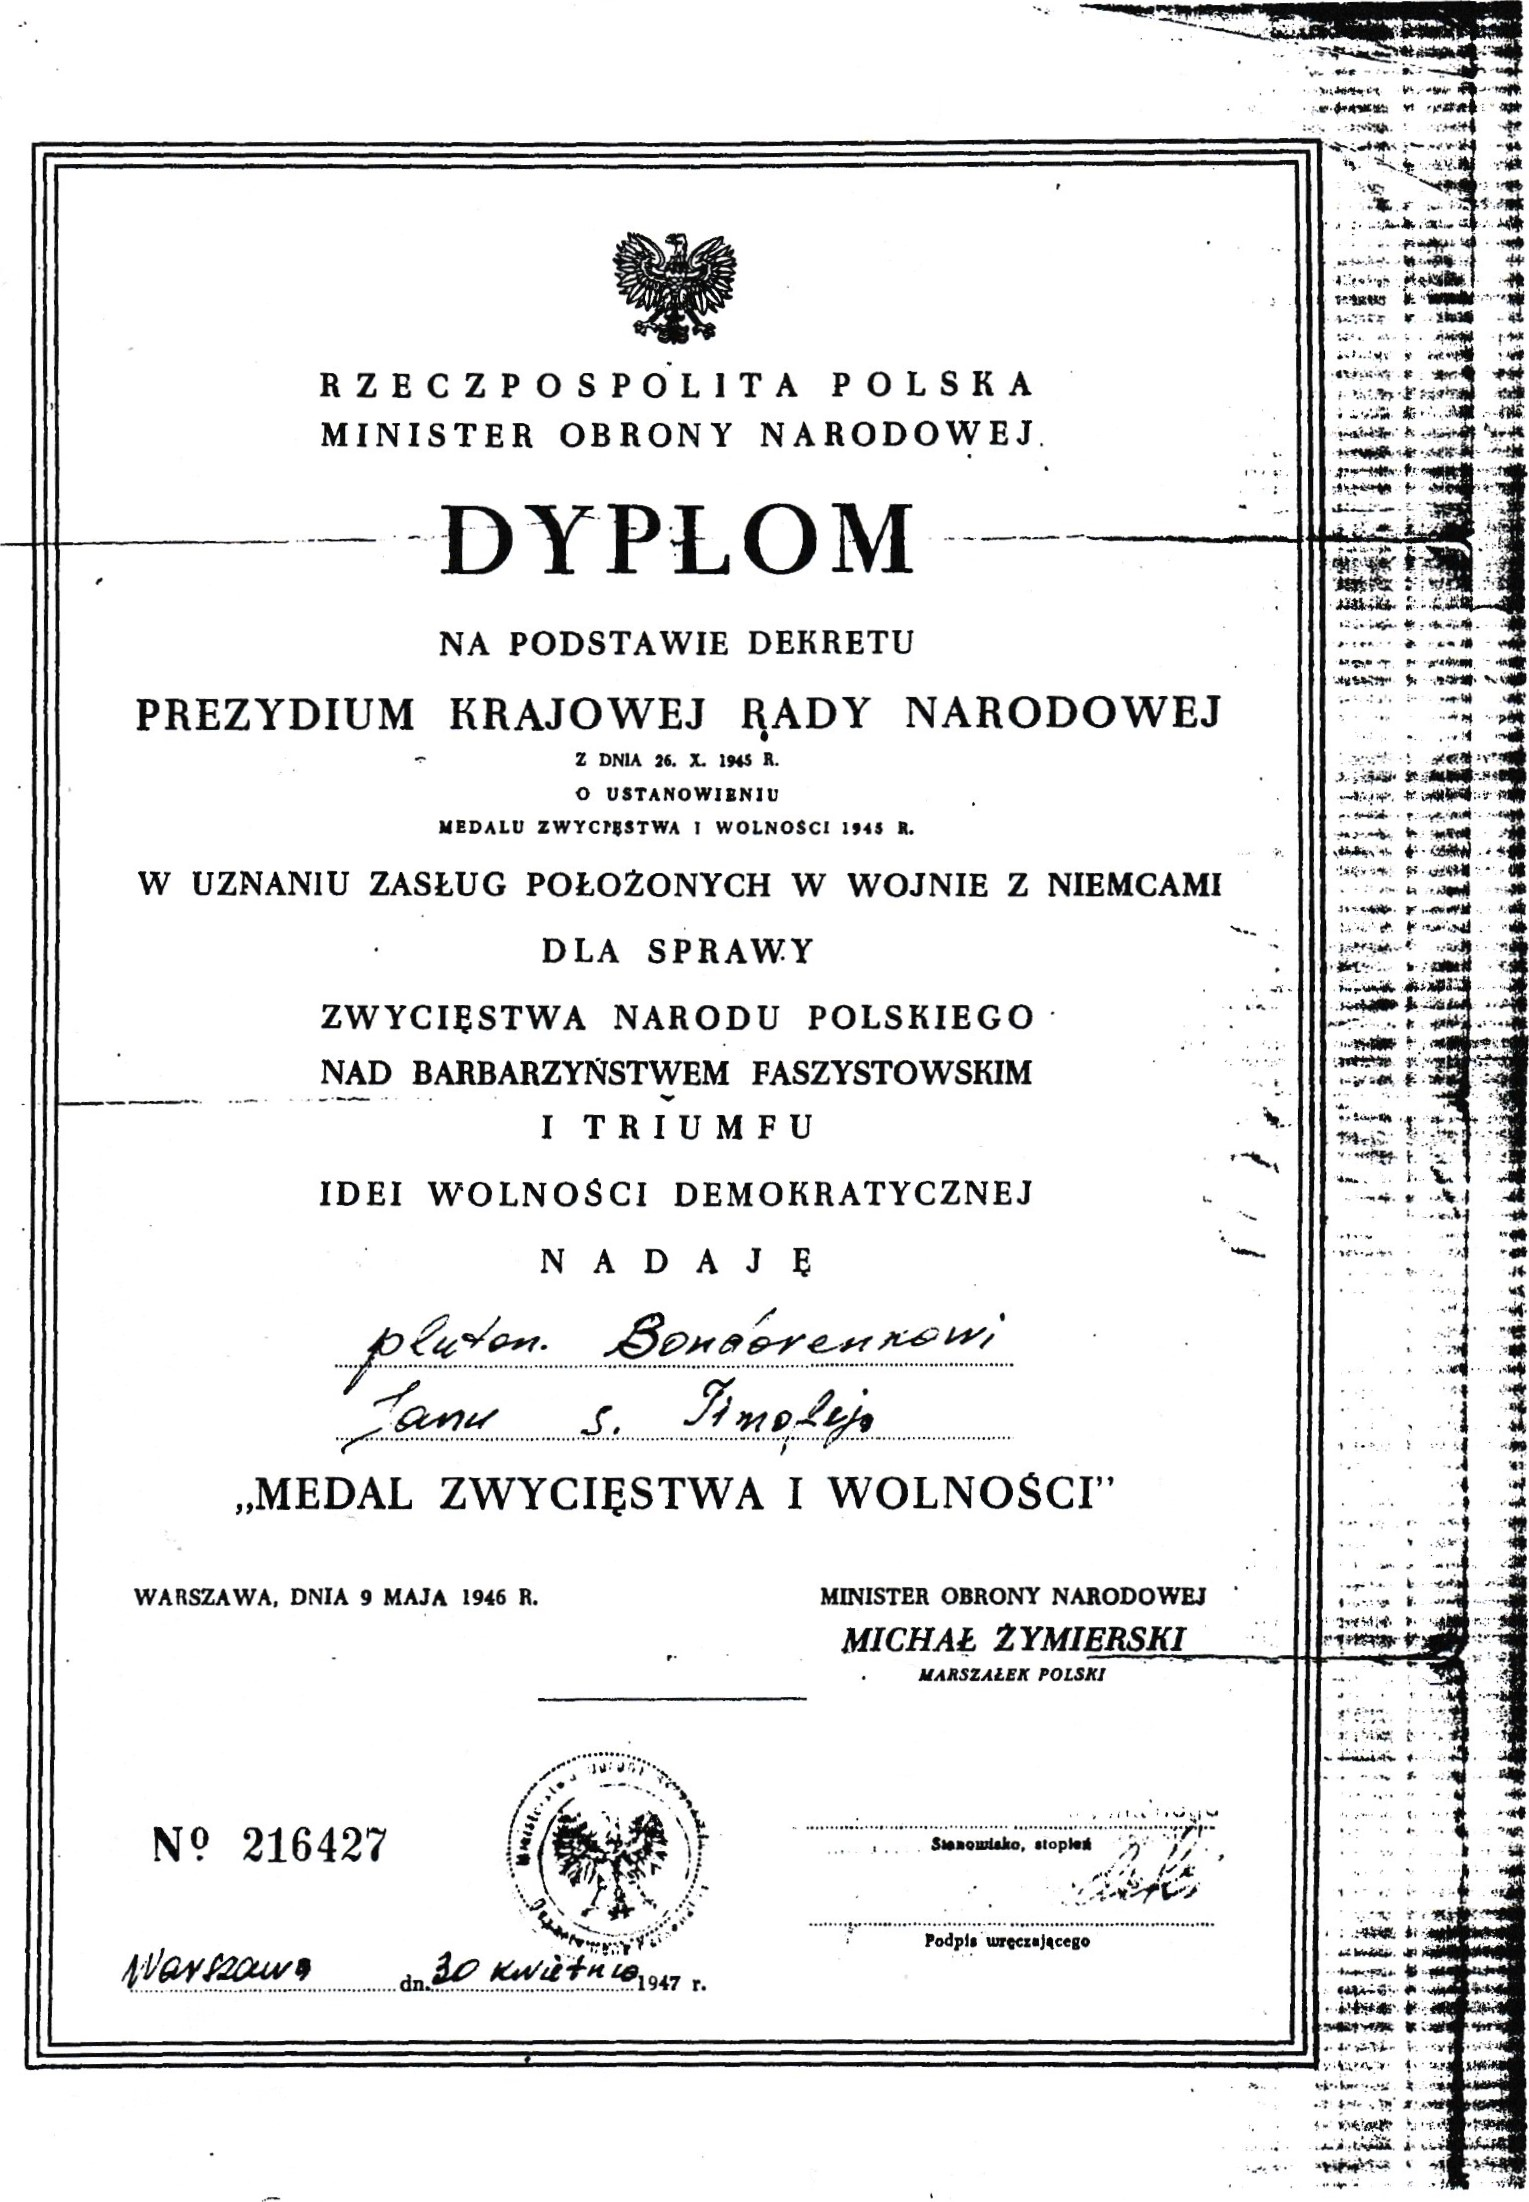 RZECZPOSPOLITA POLSKA
MINISTER OBRONY NARODOWEJ
DYPLOM
NA PODSTAWIE DEKRETU
PREZYDIUM KRAJOWEJ RADY NARODOWEJ
Z DNIA 26. X. 1945 R.
O USTANOWIENIU
MEDALU ZWYCIĘSTWA I WOLNOŚCI 1945 R.
W UZNANIU ZASŁUG POŁOŻONYCH W WOJNIE Z NIEMCAMI
DLA SPRAWY
ZWYCIĘSTWA NARODU POLSKIEGO
NAD BARBARZYŃSTWEM FASZYSTOWSKIM
I TRIUMFU
IDEI WOLNOŚCI DEMOKRATYCZNEJ
NADAJĘ
pluton. Bondarenkowi
Janu s. Timofieja
„MEDAL ZWYCIĘSTWA I WOLNOŚCI”
WARSZAWA, DNIA 9 MAJA 1946 R.
MINISTER OBRONY NARODOWEJ
MICHAŁ ŻYMIERSKI
MARSZAŁEK POLSKI
Nº 216427
Stanowisko, stopień
Podpis wręczającego
Warszawa dn. 30 kwietnia 1947 r.